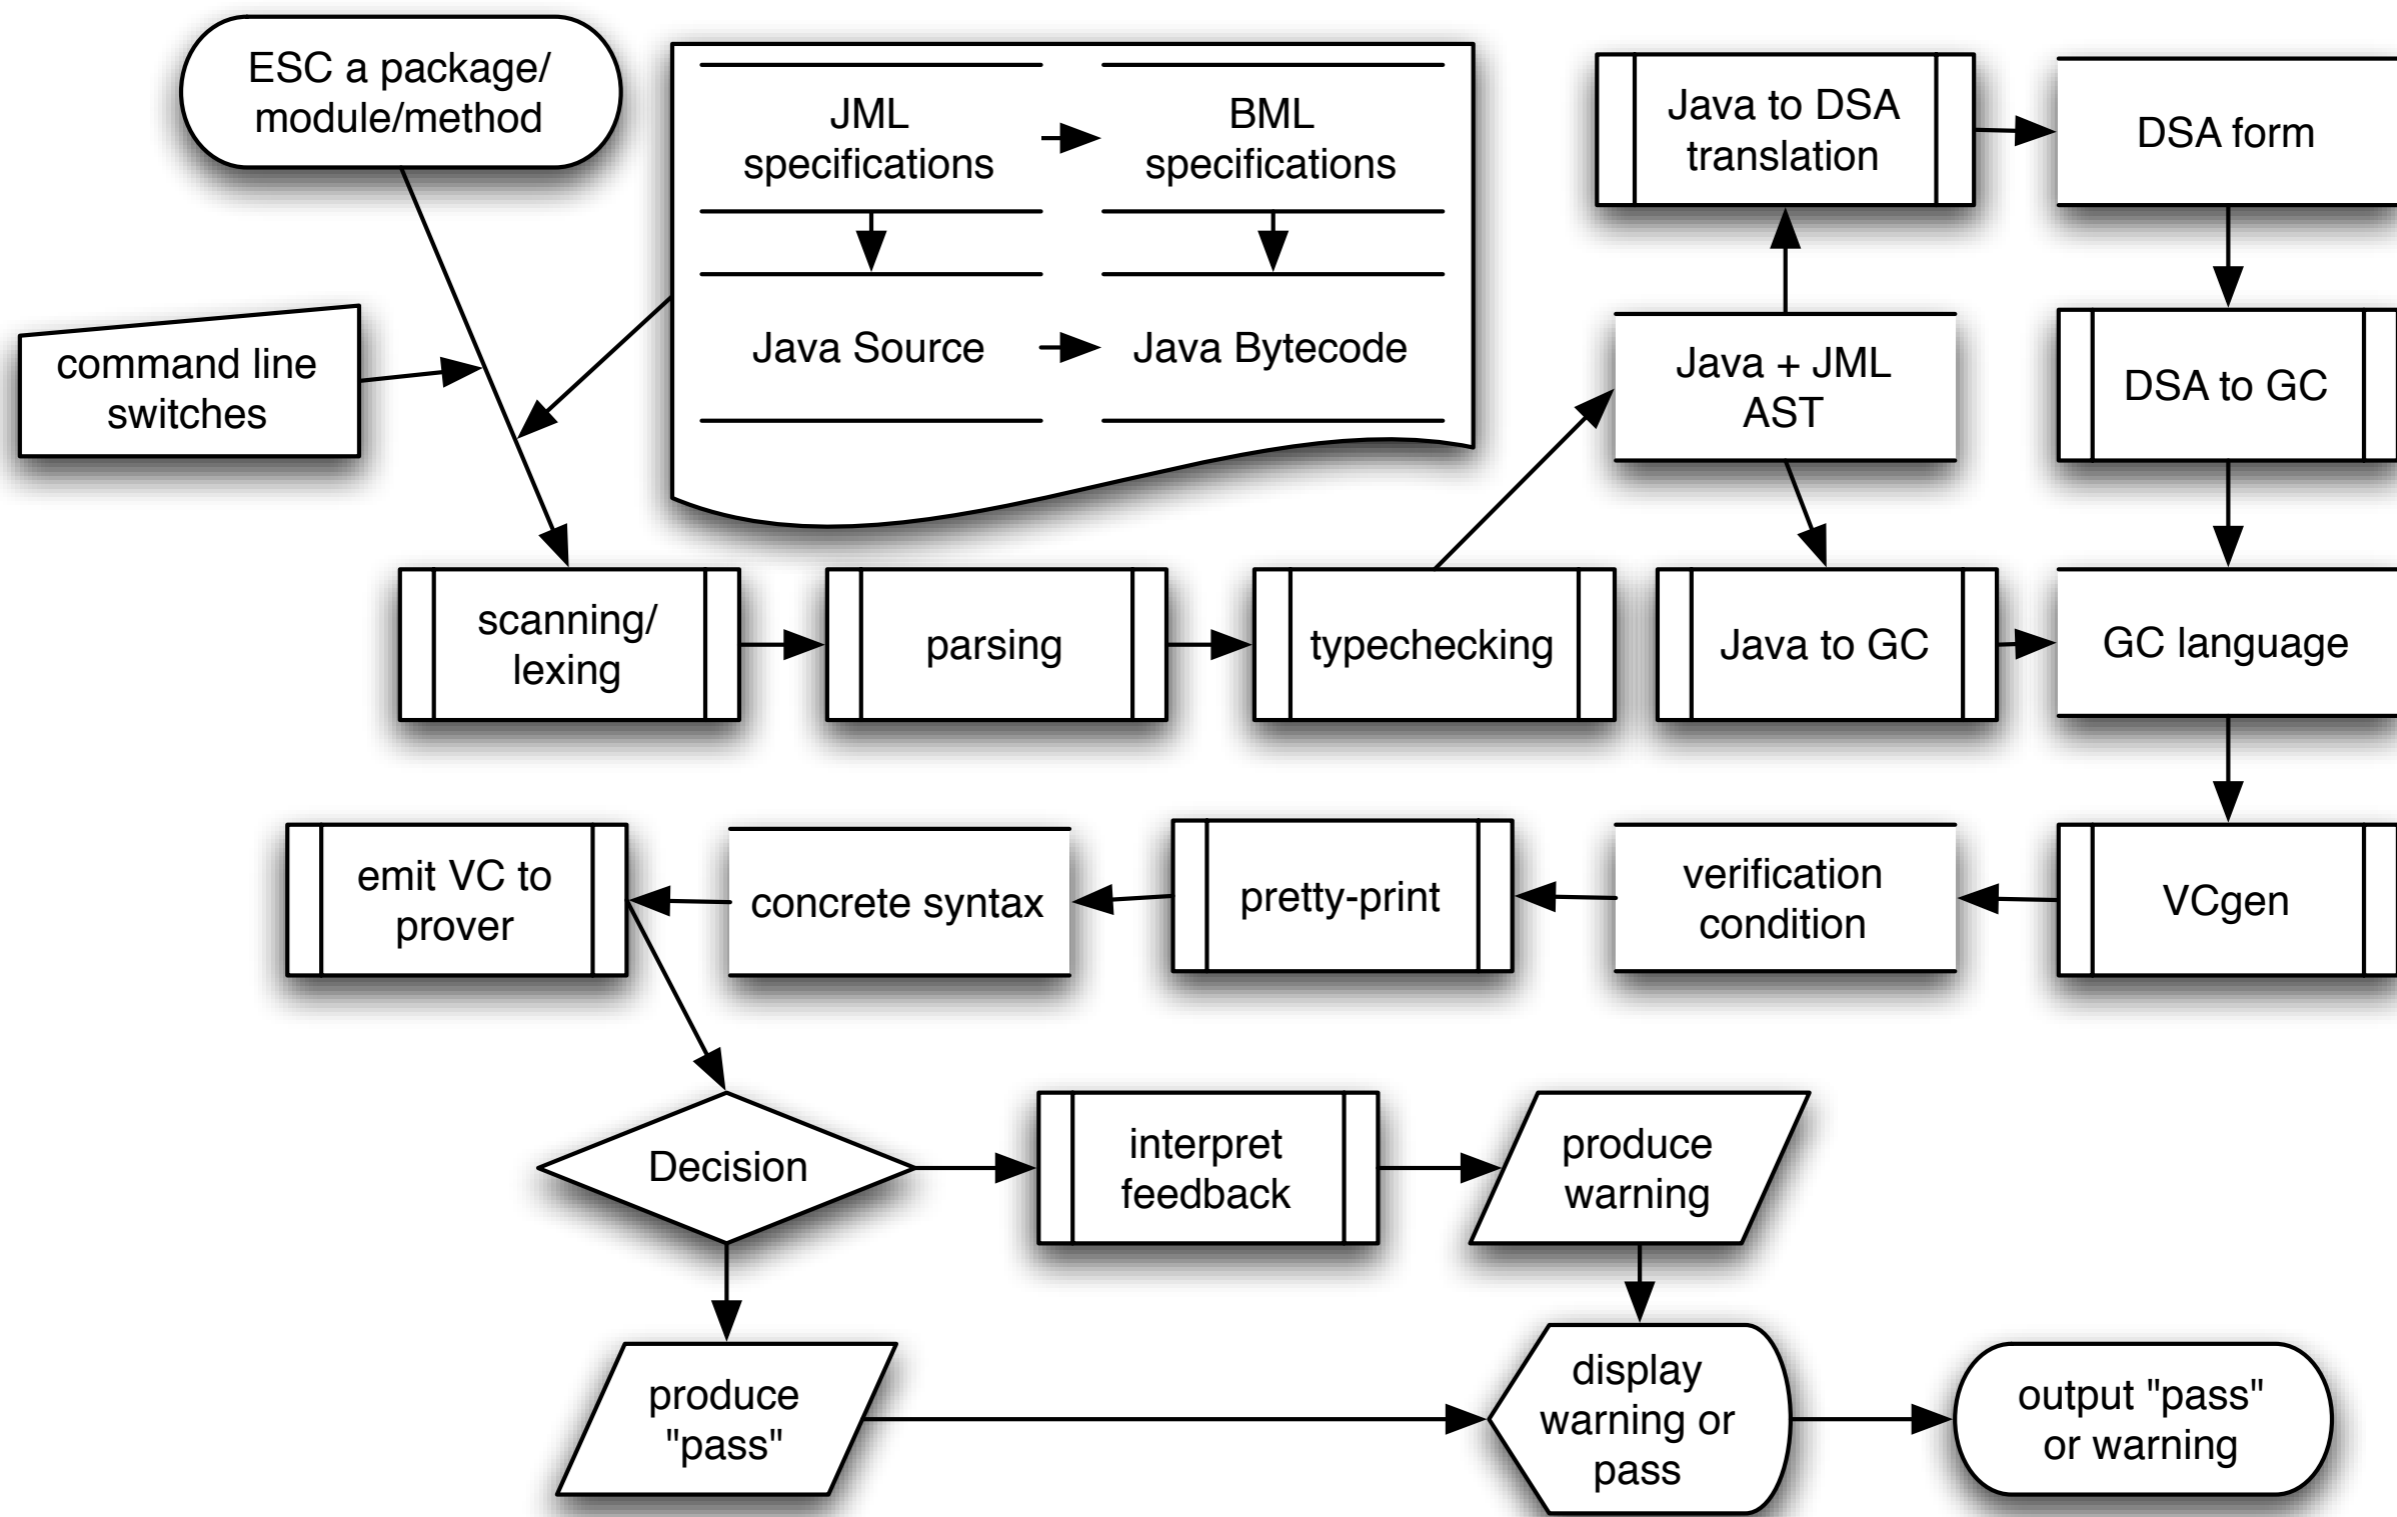 ESC a package/
module/method
JML
specifications
BML
specifications
Java to DSA
translation
DSA form
command line
switches
Java Source
Java Bytecode
Java + JML
AST
DSA to GC
scanning/
lexing
parsing
typechecking
Java to GC
GC language
emit VC to
prover
concrete syntax
pretty-print
verification
condition
VCgen
Decision
interpret
feedback
produce
warning
produce
"pass"
display
warning or
pass
output "pass"
or warning